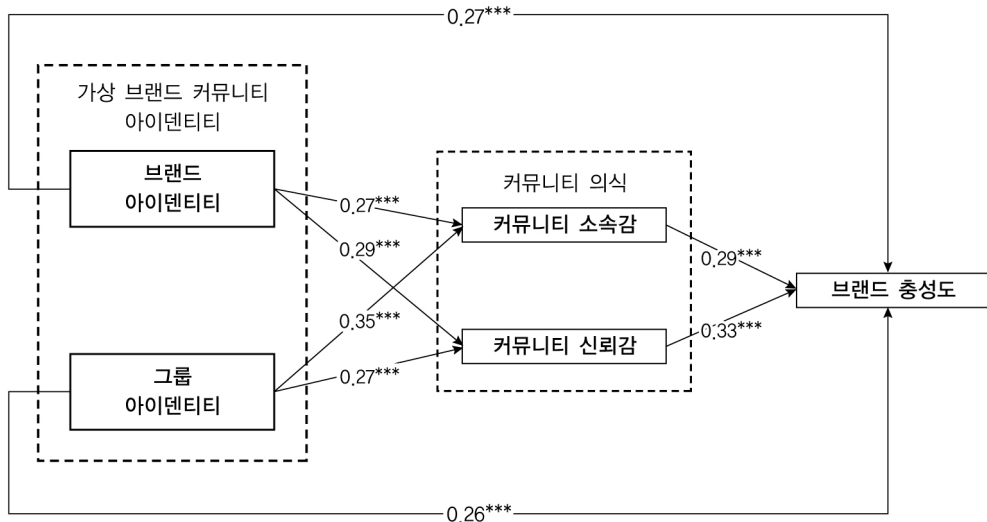 0.27***
가상 브랜드 커뮤니티
아이덴티티
브랜드
아이덴티티
그룹
아이덴티티
0.27***
0.29***
0.35***
0.27***
커뮤니티 의식
커뮤니티 소속감
커뮤니티 신뢰감
0.29***
0.33***
브랜드 충성도
0.26***